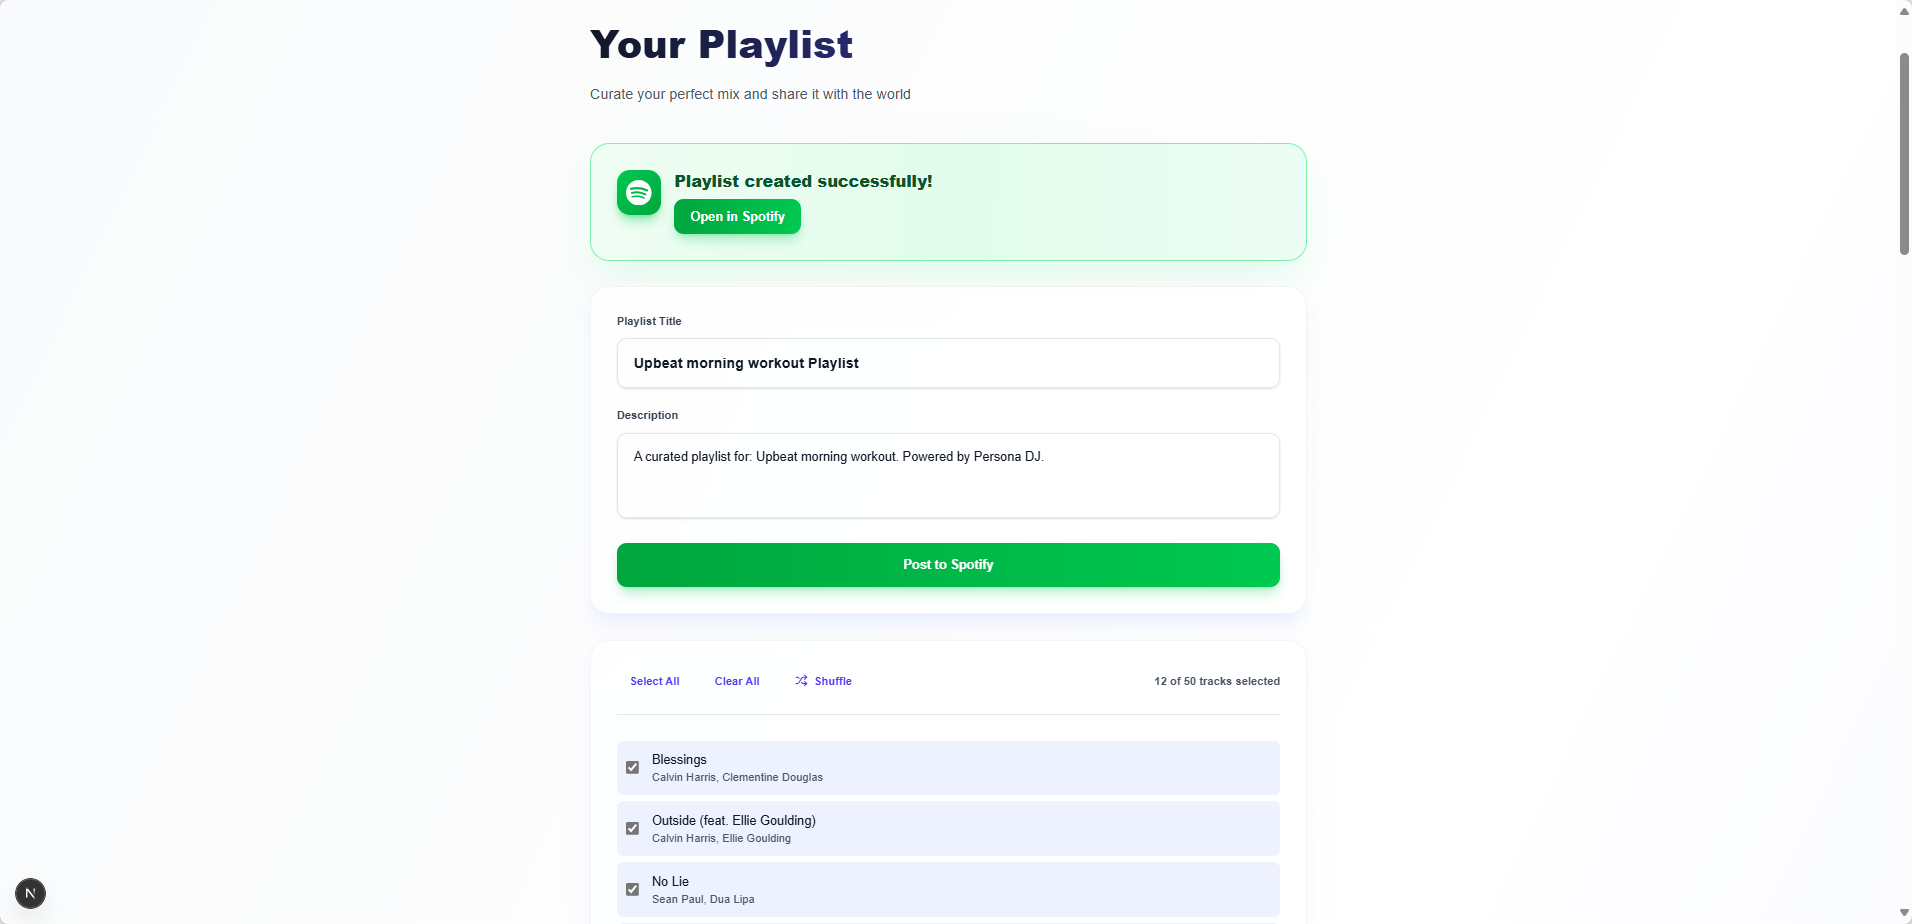 Your Playlist
Curate your perfect mix and share it with the world
Playlist created successfully!
Open in Spotify
Playlist Title
Upbeat morning workout Playlist
Description
A curated playlist for: Upbeat morning workout. Powered by Persona DJ.
Post to Spotify
Select All
Clear All
Shuffle
12 of 50 tracks selected
Blessings
Calvin Harris, Clementine Douglas
Outside (feat. Ellie Goulding)
Calvin Harris, Ellie Goulding
No Lie
Sean Paul, Dua Lipa
N